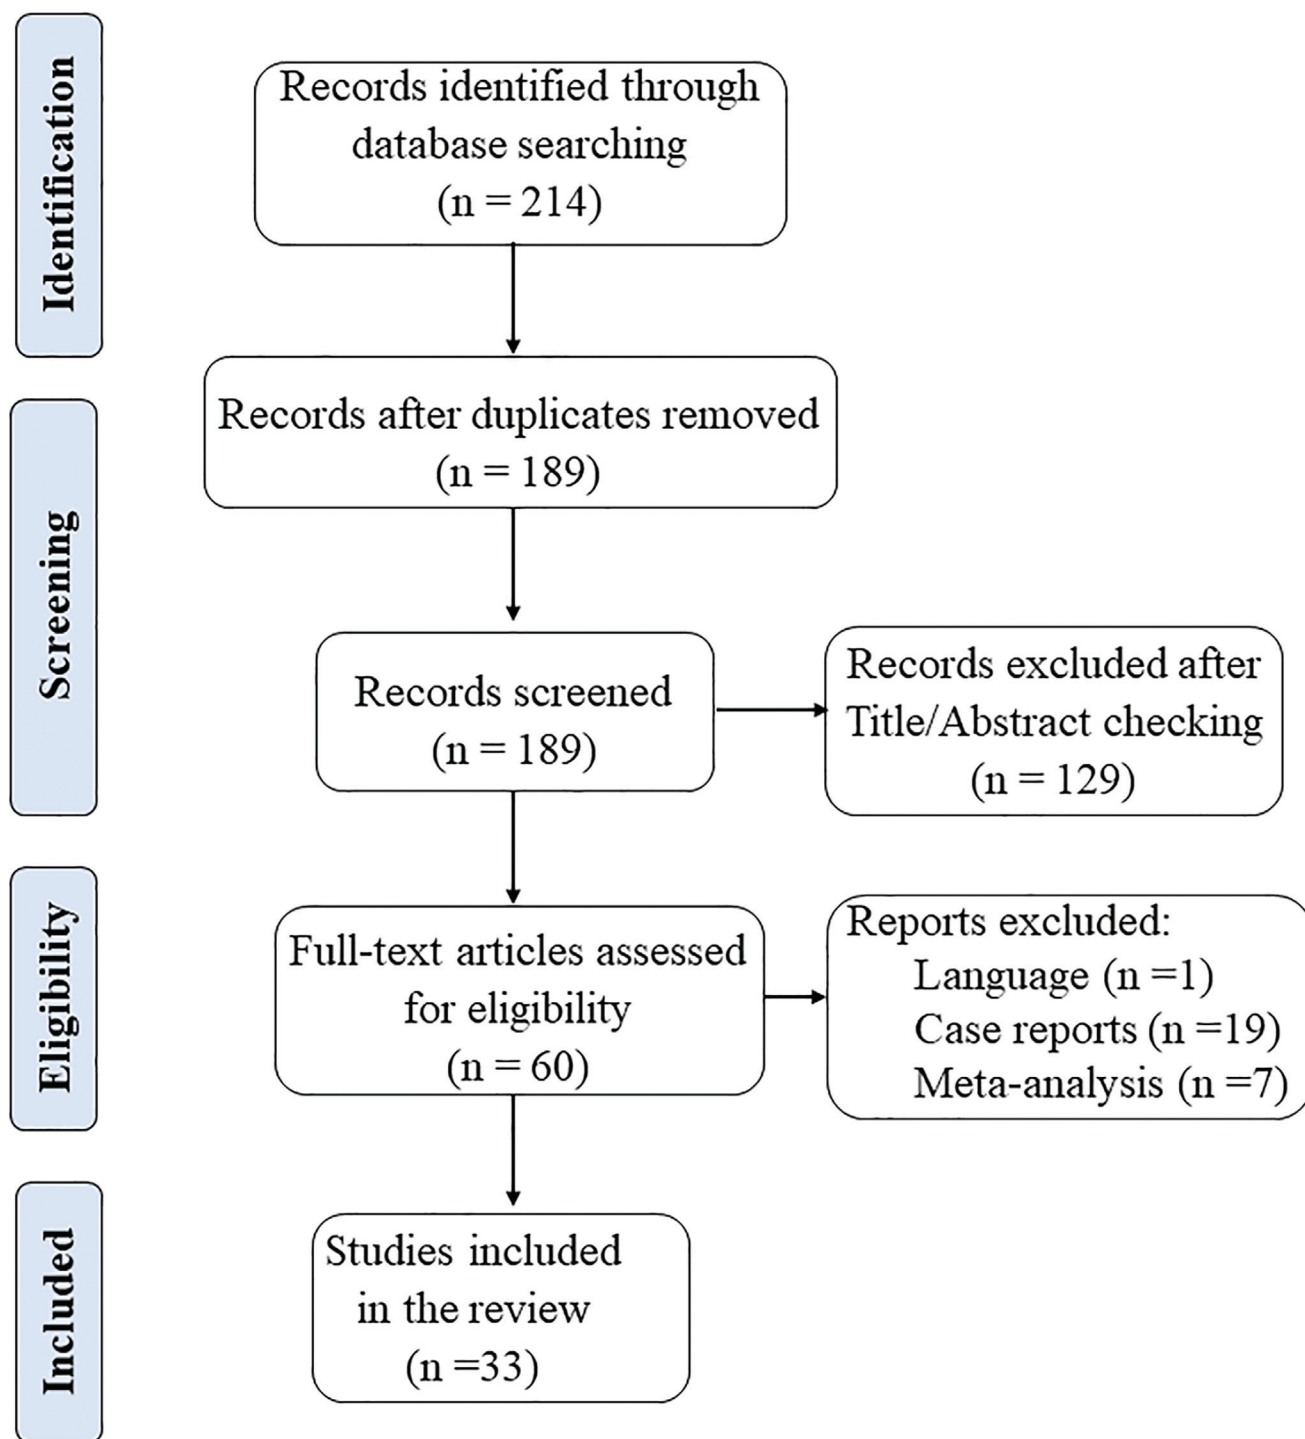 Identification
Records identified through
database searching
(n = 214)
Records after duplicates removed
(n = 189)
Screening
Records screened
(n = 189)
Records excluded after
Title/Abstract checking
(n = 129)
Eligibility
Full-text articles assessed
for eligibility
(n = 60)
Reports excluded:
Language (n =1)
Case reports (n =19)
Meta-analysis (n =7)
Included
Studies included
in the review
(n =33)